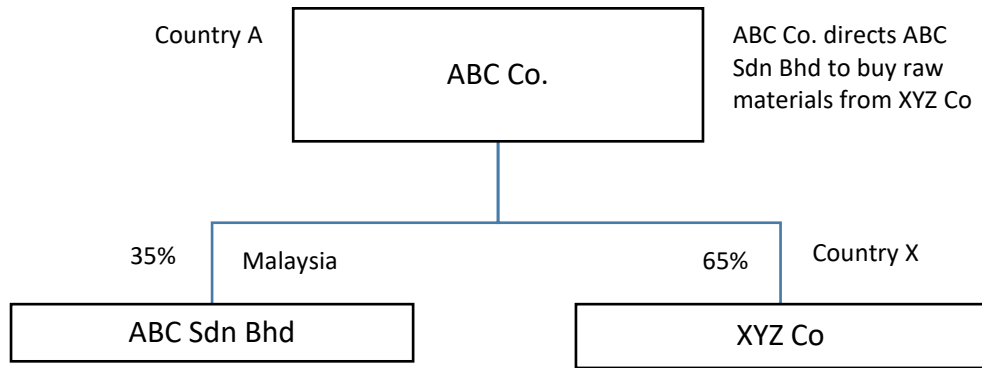 Country A
ABC Co.
ABC Co. directs ABC
Sdn Bhd to buy raw
materials from XYZ Co
35%
Malaysia
65%
Country X
ABC Sdn Bhd
XYZ Co